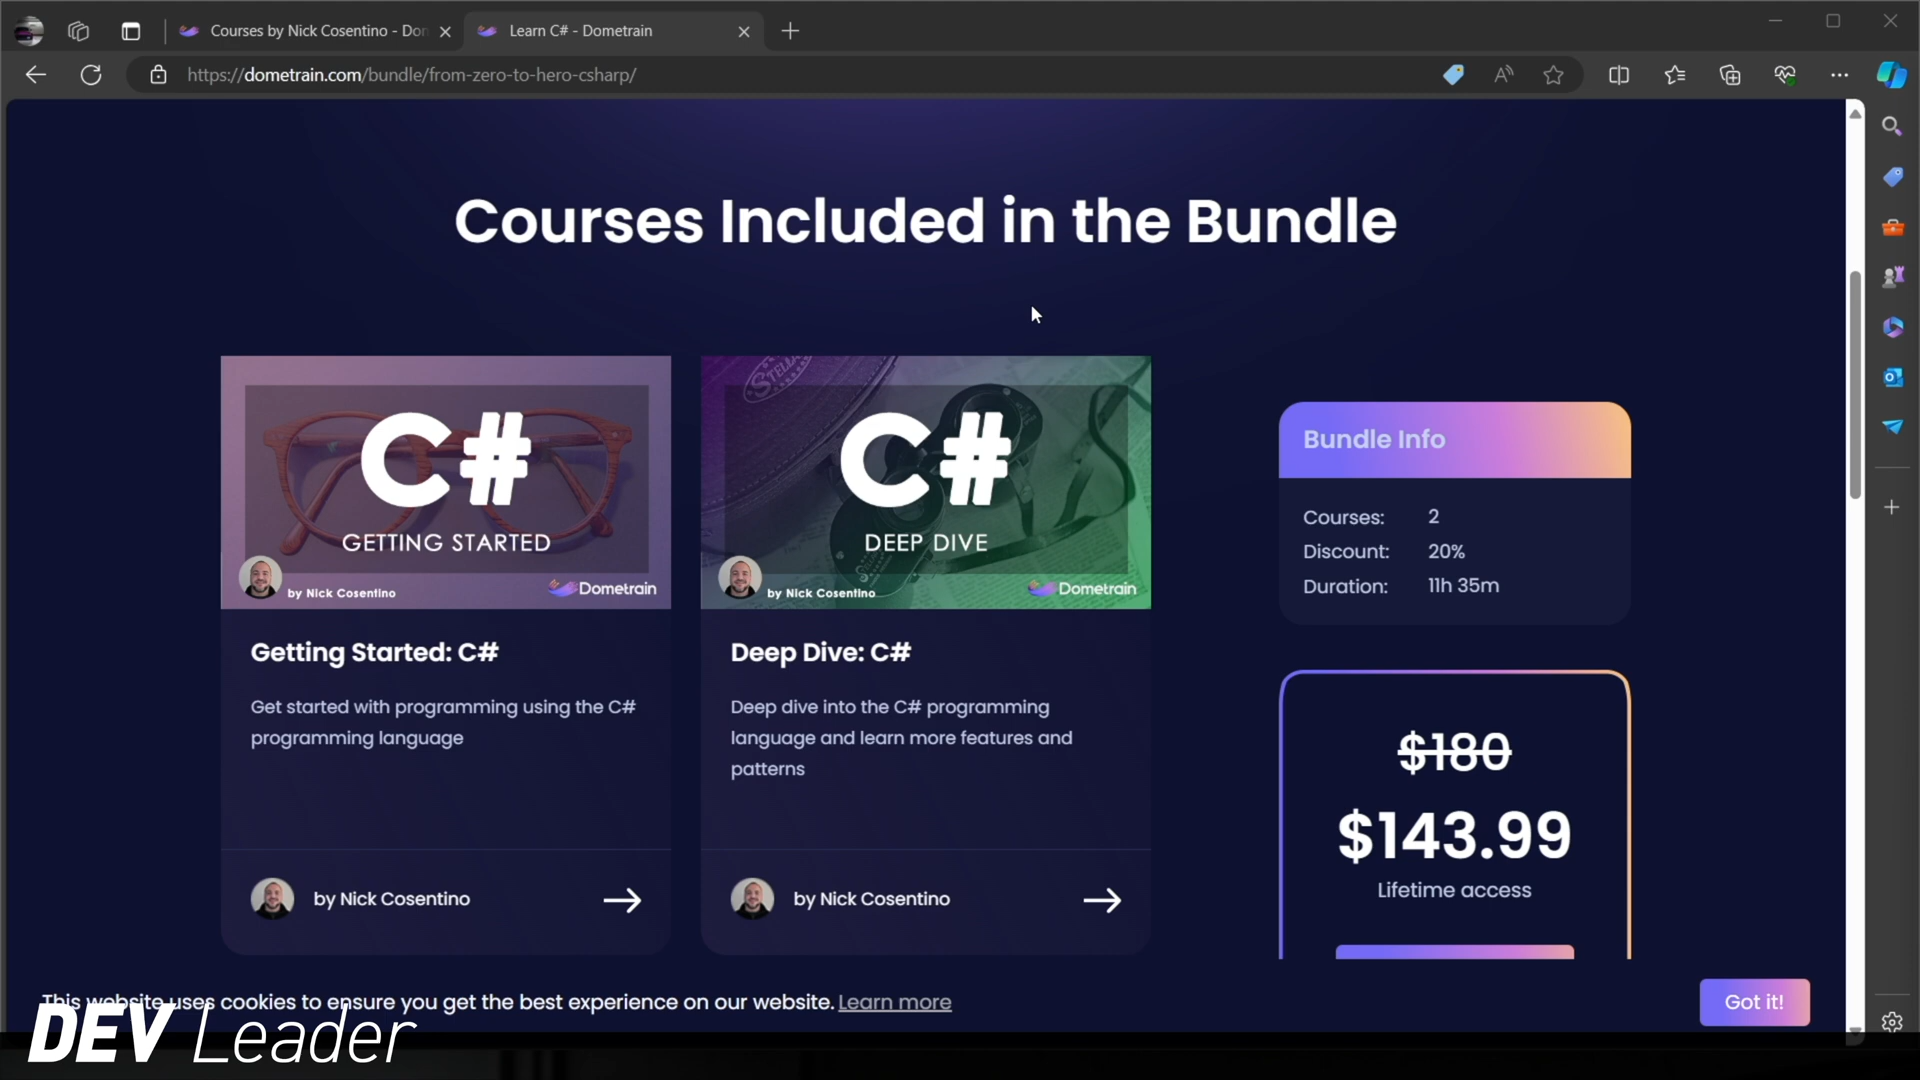 Courses by Nick Cosentino - Dor
Learn C# - Dometrain
https://dometrain.com/bundle/from-zero-to-hero-csharp/
Courses Included in the Bundle
C#
GETTING STARTED
by Nick Cosentino
Dometrain
STELLA
C#
DEEP DIVE
by Nick Cosentino
Dometrain
Getting Started: C#
Get started with programming using the C#
programming language
by Nick Cosentino
Deep Dive: C#
Deep dive into the C# programming
language and learn more features and
patterns
by Nick Cosentino
Bundle Info
Courses: 2
Discount: 20%
Duration: 11h 35m
$180
$143.99
Lifetime access
This website uses cookies to ensure you get the best experience on our website. Learn more
Got it!
DEV Leader